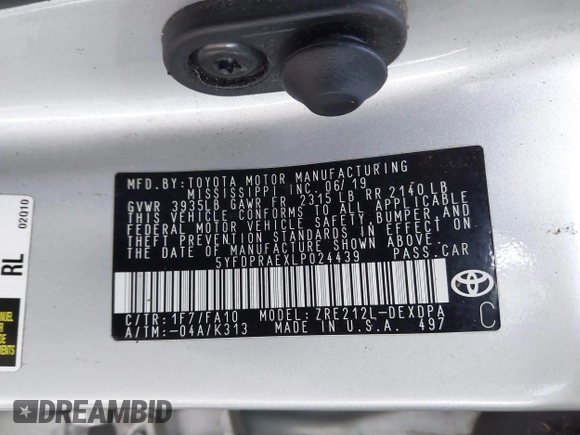 MFD.BY:TOYOTA MOTOR MANUFACTURING
MISSISSIPPI INC. 06/19
GVWR 3935LB GAWR FR 2315 LB RR 2140 LB
THIS VEHICLE CONFORMS TO ALL APPLICABLE
FEDERAL MOTOR VEHICLE SAFETY, BUMPER, AND
THEFT PREVENTION STANDARDS IN EFFECT ON
THE DATE OF MANUFACTURE SHOWN ABOVE.
5YFDPRAEXLP024439 PASS.CAR
C/TR:1F7/FA10 MODEL:ZRE212L-DEXDPA
A/TM:-04A/K313 MADE IN U.S.A. 497
C
02Q10
RL
DREAMBID